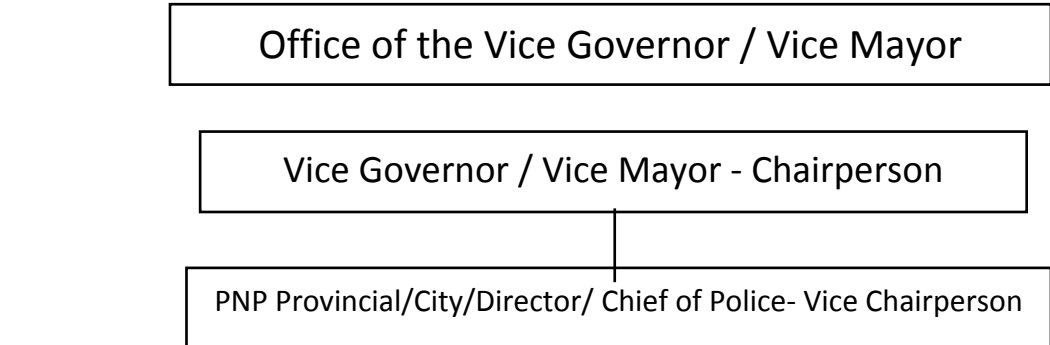 Office of the Vice Governor / Vice Mayor
Vice Governor / Vice Mayor - Chairperson
PNP Provincial/City/Director/ Chief of Police- Vice Chairperson